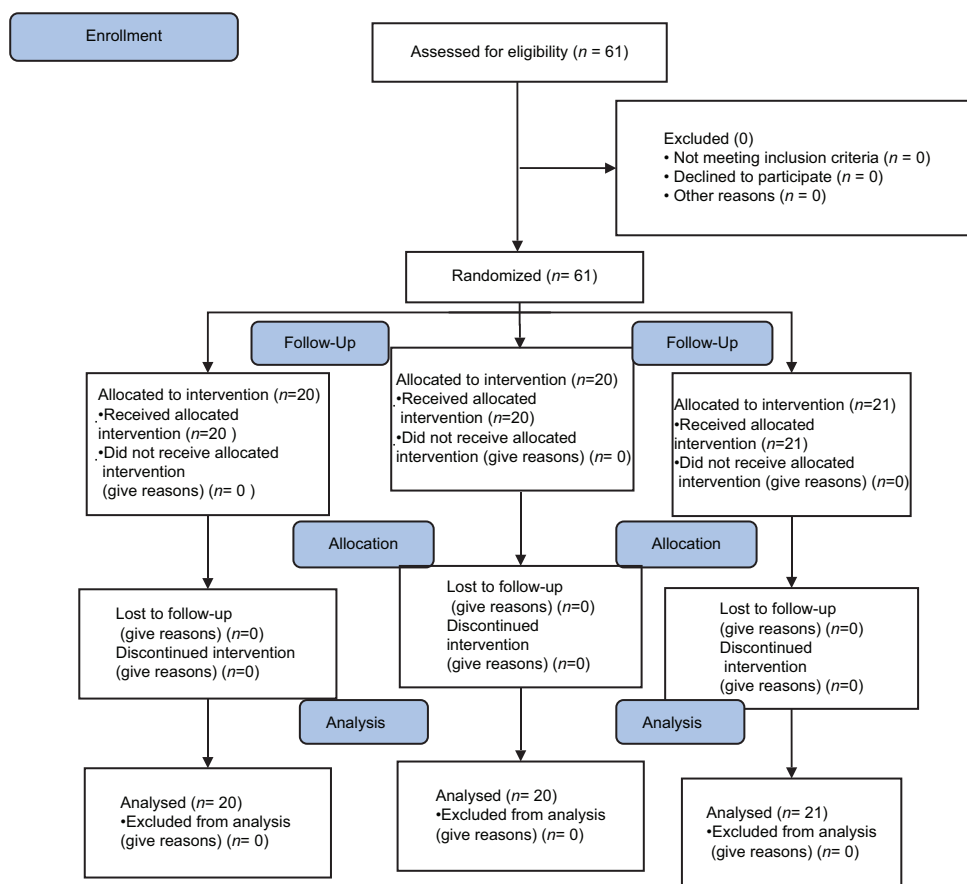 Enrollment
Assessed for eligibility (n = 61)
Excluded (0)
• Not meeting inclusion criteria (n = 0)
• Declined to participate (n = 0)
• Other reasons (n = 0)
Randomized (n= 61)
Follow-Up
Follow-Up
Allocated to intervention (n=20)
•Received allocated
intervention (n=20 )
•Did not receive allocated
intervention
(give reasons) (n= 0 )
Allocated to intervention (n=20)
•Received allocated
intervention (n=20)
•Did not receive allocated
intervention (give reasons) (n= 0)
Allocated to intervention (n=21)
•Received allocated
intervention (n=21)
•Did not receive allocated
intervention (give reasons) (n=0)
Allocation
Allocation
Lost to follow-up
(give reasons) (n=0)
Discontinued intervention
(give reasons) (n=0)
Lost to follow-up
(give reasons) (n=0)
Discontinued
intervention
(give reasons) (n=0)
Lost to follow-up
(give reasons) (n=0)
Discontinued
intervention
(give reasons) (n=0)
Analysis
Analysis
Analysed (n= 20)
•Excluded from analysis
(give reasons) (n= 0)
Analysed (n= 20)
•Excluded from analysis
(give reasons) (n= 0)
Analysed (n= 21)
•Excluded from analysis
(give reasons) (n= 0)